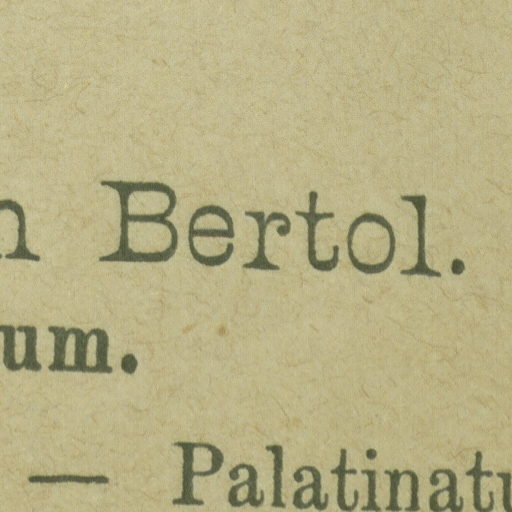 Bertol.
um.
— Palatinatu